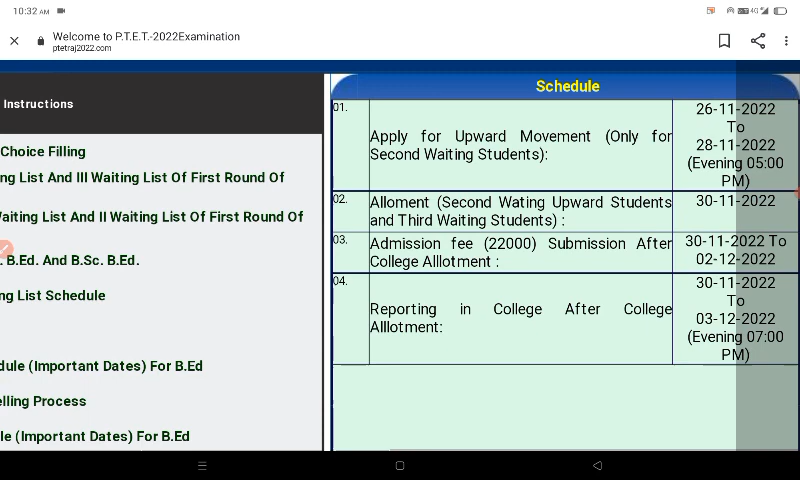 10:32 AM
4G
Welcome to P.T.E.T.-2022Examination
ptetraj2022.com
Instructions
Choice Filling
ng List And III Waiting List Of First Round Of
Waiting List And II Waiting List Of First Round Of
. B.Ed. And B.Sc. B.Ed.
ng List Schedule
dule (Important Dates) For B.Ed
elling Process
le (Important Dates) For B.Ed
Schedule
01.
Apply for Upward Movement (Only for
Second Waiting Students):
26-11-2022
To
28-11-2022
(Evening 05:00
PM)
02.
Alloment (Second Wating Upward Students
and Third Waiting Students) :
30-11-2022
03.
Admission fee (22000) Submission After
College Alllotment :
30-11-2022 To
02-12-2022
04.
Reporting in College After College
Alllotment:
30-11-2022
To
03-12-2022
(Evening 07:00
PM)